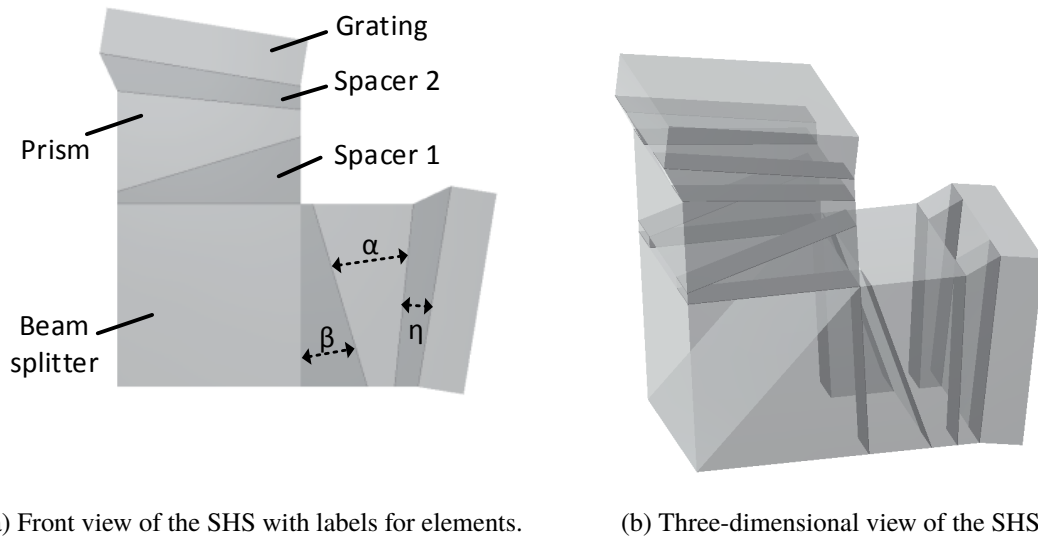 Grating
Spacer 2
Prism
Spacer 1
α
Beam
splitter
β
η
) Front view of the SHS with labels for elements.
(b) Three-dimensional view of the SHS